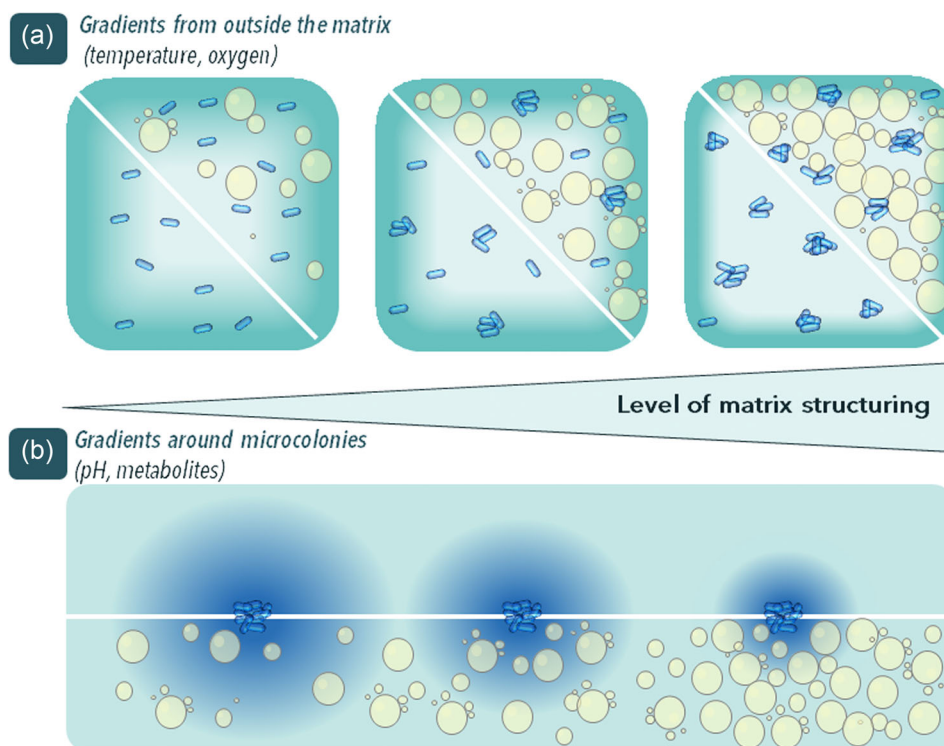 (a)
Gradients from outside the matrix
(temperature, oxygen)
Level of matrix structuring
(b)
Gradients around microcolonies
(pH, metabolites)